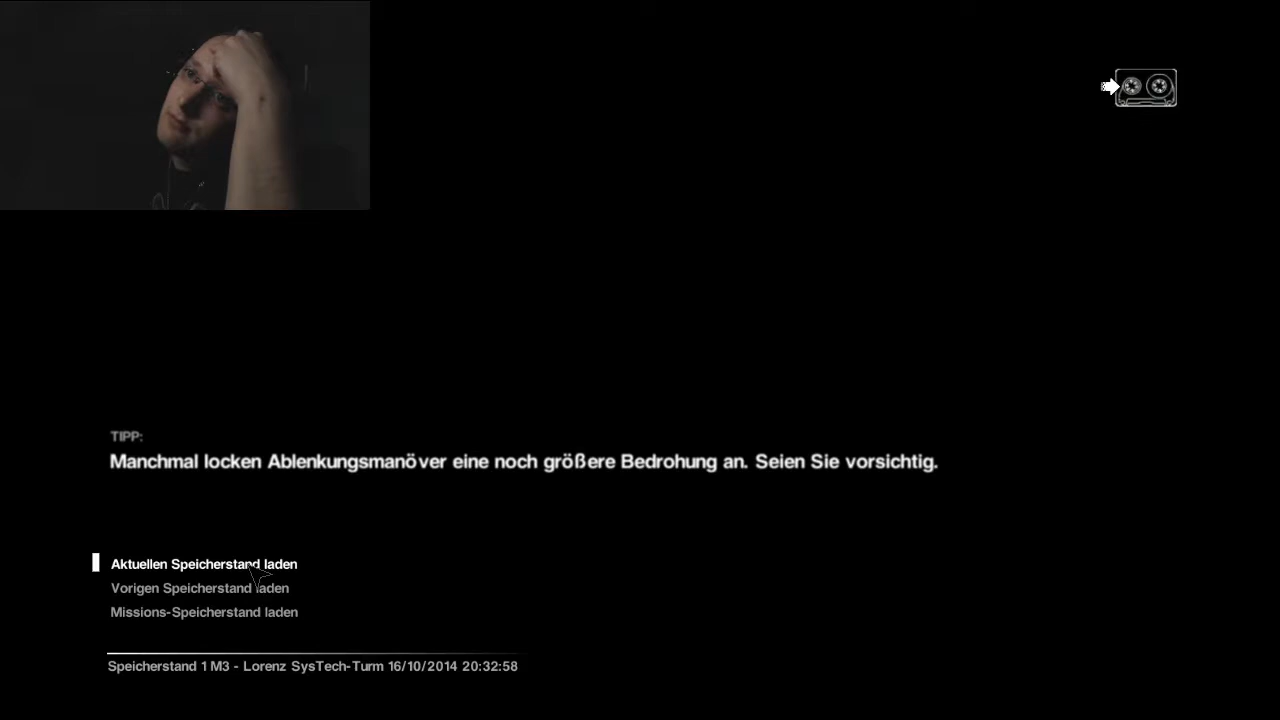 TIPP:
Manchmal locken Ablenkungsmanöver eine noch größere Bedrohung an. Seien Sie vorsichtig.
Aktuellen Speicherstand laden
Vorigen Speicherstand laden
Missions-Speicherstand laden
Speicherstand 1 M3 - Lorenz SysTech-Turm 16/10/2014 20:32:58